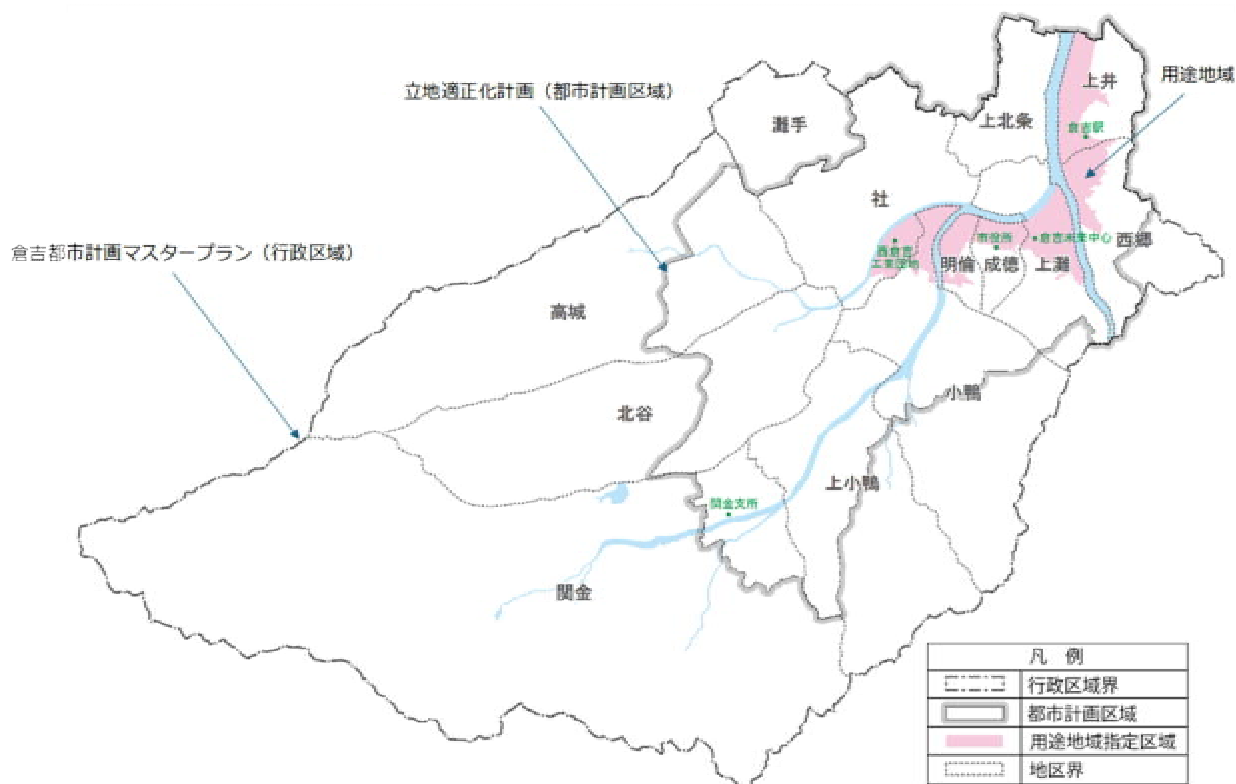 上井
用途地域
立地適正化計画（都市計画区域）
灘手
上北条
倉吉駅
社
倉吉都市計画マスタープラン（行政区域）
西倉吉
工業団地
市役所
倉吉未来中心
西郷
明倫
成徳
上灘
高城
小鴨
北谷
上小鴨
関金支所
関金
凡 例
行政区域界
都市計画区域
用途地域指定区域
地区界